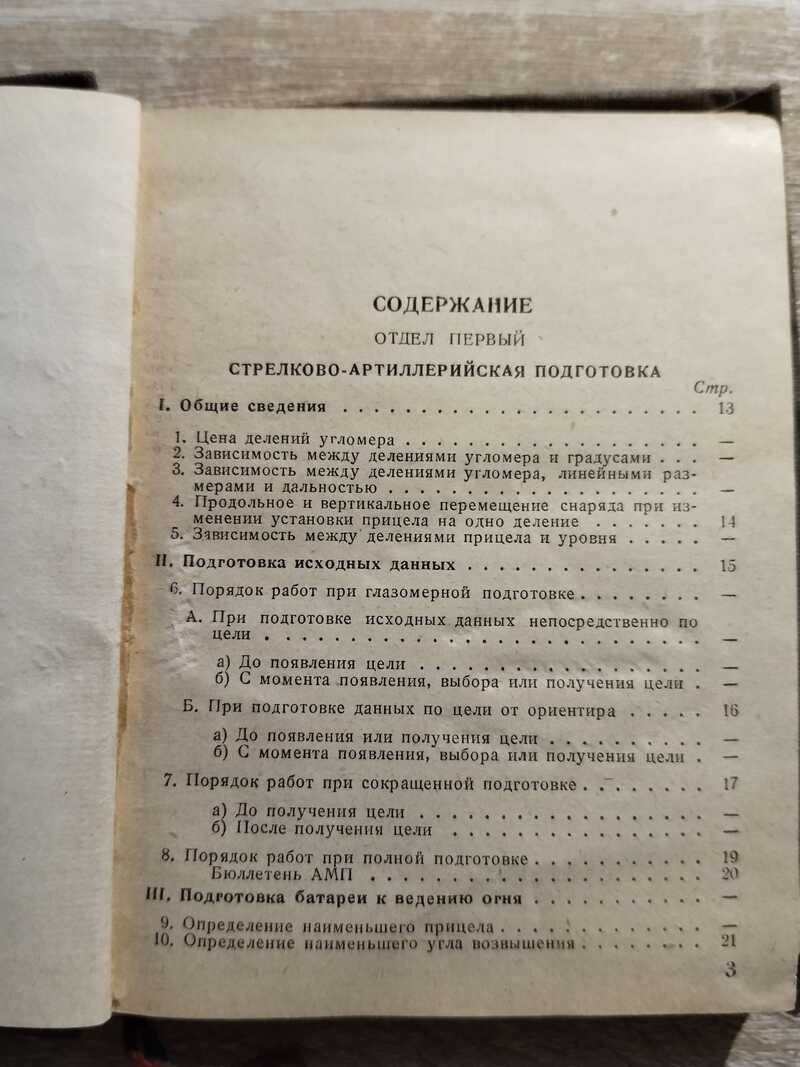 СОДЕРЖАНИЕ
ОТДЕЛ ПЕРВЫЙ
СТРЕЛКОВО-АРТИЛЛЕРИЙСКАЯ ПОДГОТОВКА
Стр.
I. Общие сведения . . . . . . . . . . . . . . . . . . . . . . . . 13
1. Цена делений угломера . . . . . . . . . . . . . . . . . . . —
2. Зависимость между делениями угломера и градусами . . . —
3. Зависимость между делениями угломера, линейными раз-
мерами и дальностью . . . . . . . . . . . . . . . . . . . . —
4. Продольное и вертикальное перемещение снаряда при из-
менении установки прицела на одно деление . . . . . . . 14
5. Зависимость между делениями прицела и уровня . . . . . —
II. Подготовка исходных данных . . . . . . . . . . . . . . . 15
6. Порядок работ при глазомерной подготовке . . . . . . . . —
А. При подготовке исходных данных непосредственно по
цели . . . . . . . . . . . . . . . . . . . . . . . . . . . . —
а) До появления цели . . . . . . . . . . . . . . . . . . —
б) С момента появления, выбора или получения цели . —
Б. При подготовке данных по цели от ориентира . . . . . 16
а) До появления или получения цели . . . . . . . . . . —
б) С момента появления, выбора или получения цели . —
7. Порядок работ при сокращенной подготовке . . . . . . . . 17
а) До получения цели . . . . . . . . . . . . . . . . . . —
б) После получения цели . . . . . . . . . . . . . . . . —
8. Порядок работ при полной подготовке . . . . . . . . . . . 19
Бюллетень АМП . . . . . . . . . . . . . . . . . . . . . 20
III. Подготовка батареи к ведению огня . . . . . . . . . . . —
9. Определение наименьшего прицела . . . . . . . . . . . . . —
10. Определение наименьшего угла возвышения . . . . . . . . 21
3